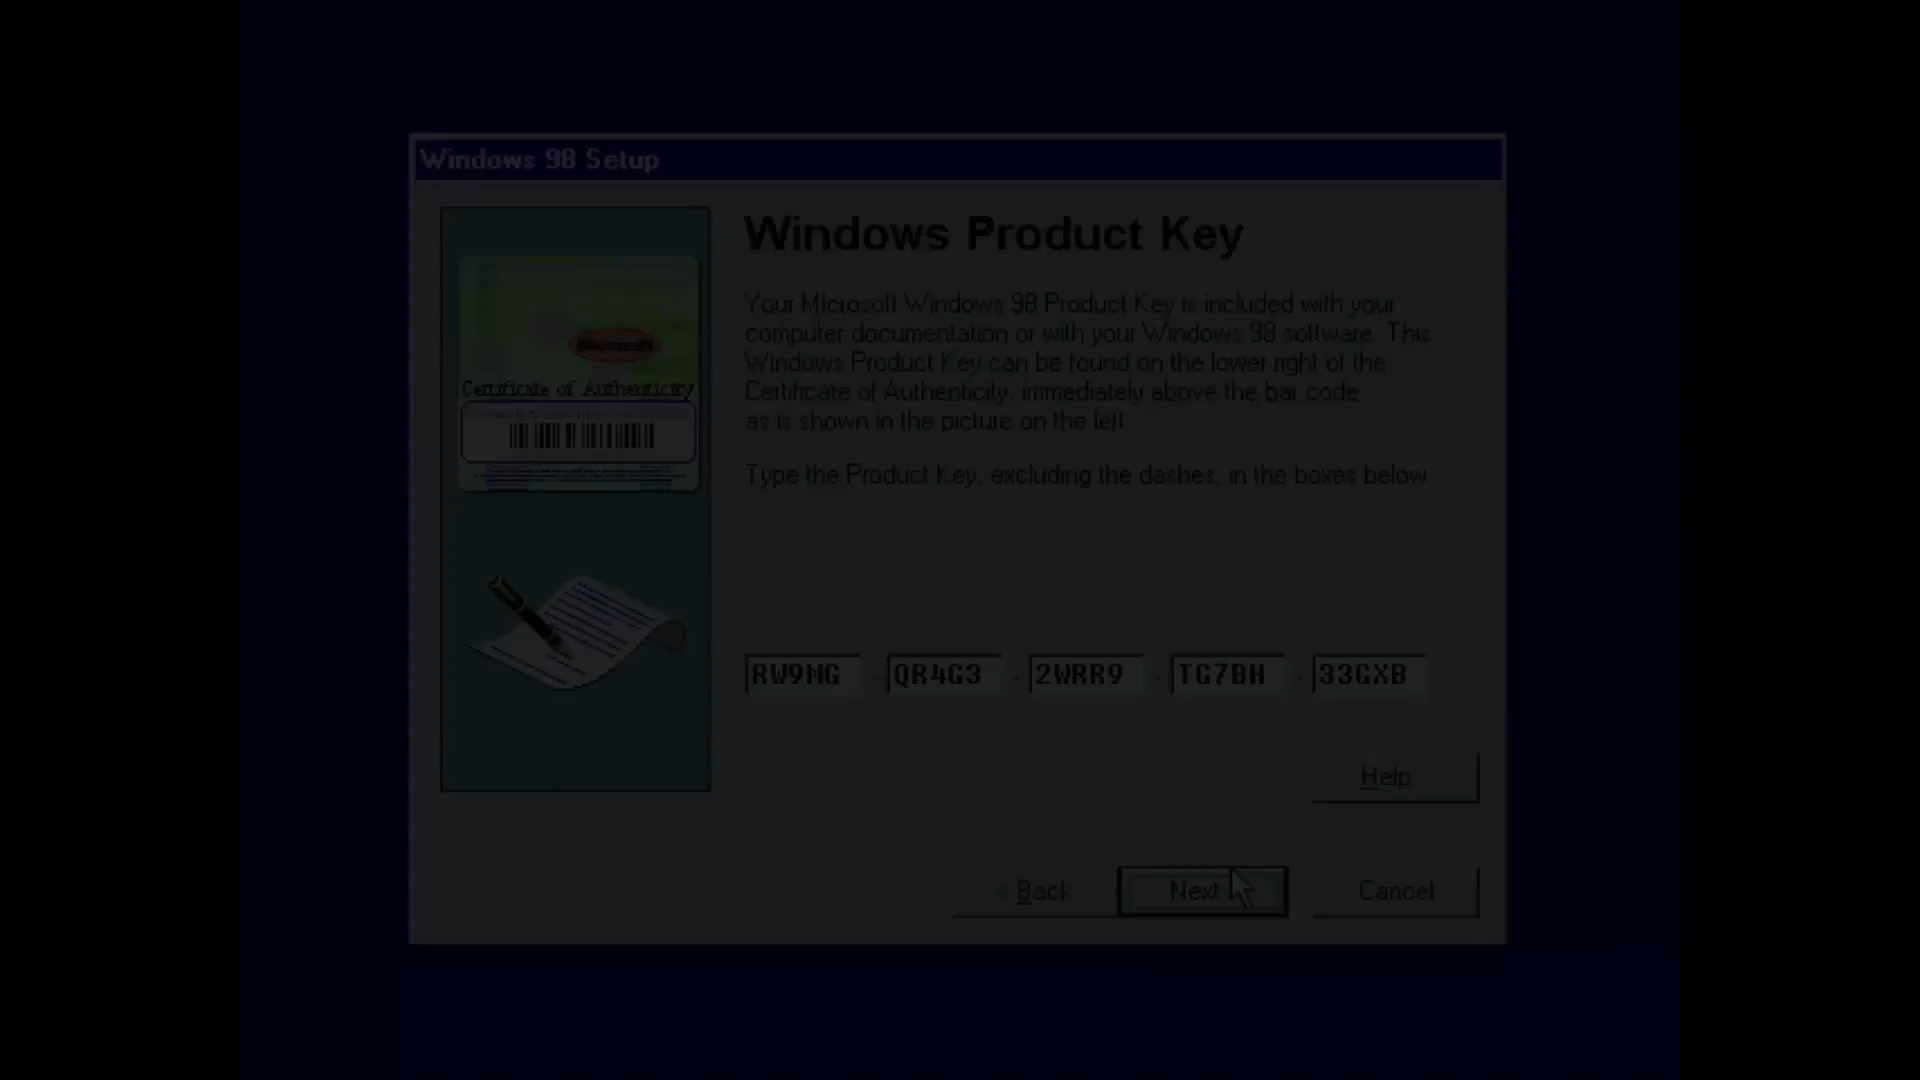 Windows 98 Setup
Windows Product Key
Your Microsoft Windows 98 Product Key is included with your
computer documentation or with your Windows 98 software. This
Windows Product Key can be found on the lower right of the
Certificate of Authenticity, immediately above the bar code
as is shown in the picture on the left.
Certificate of Authenticity
Type the Product Key, excluding the dashes, in the boxes below
RW9MG - QR4G3 - 2WRR9 - TG7BH - 33GXB
Help
< Back
Next
Cancel